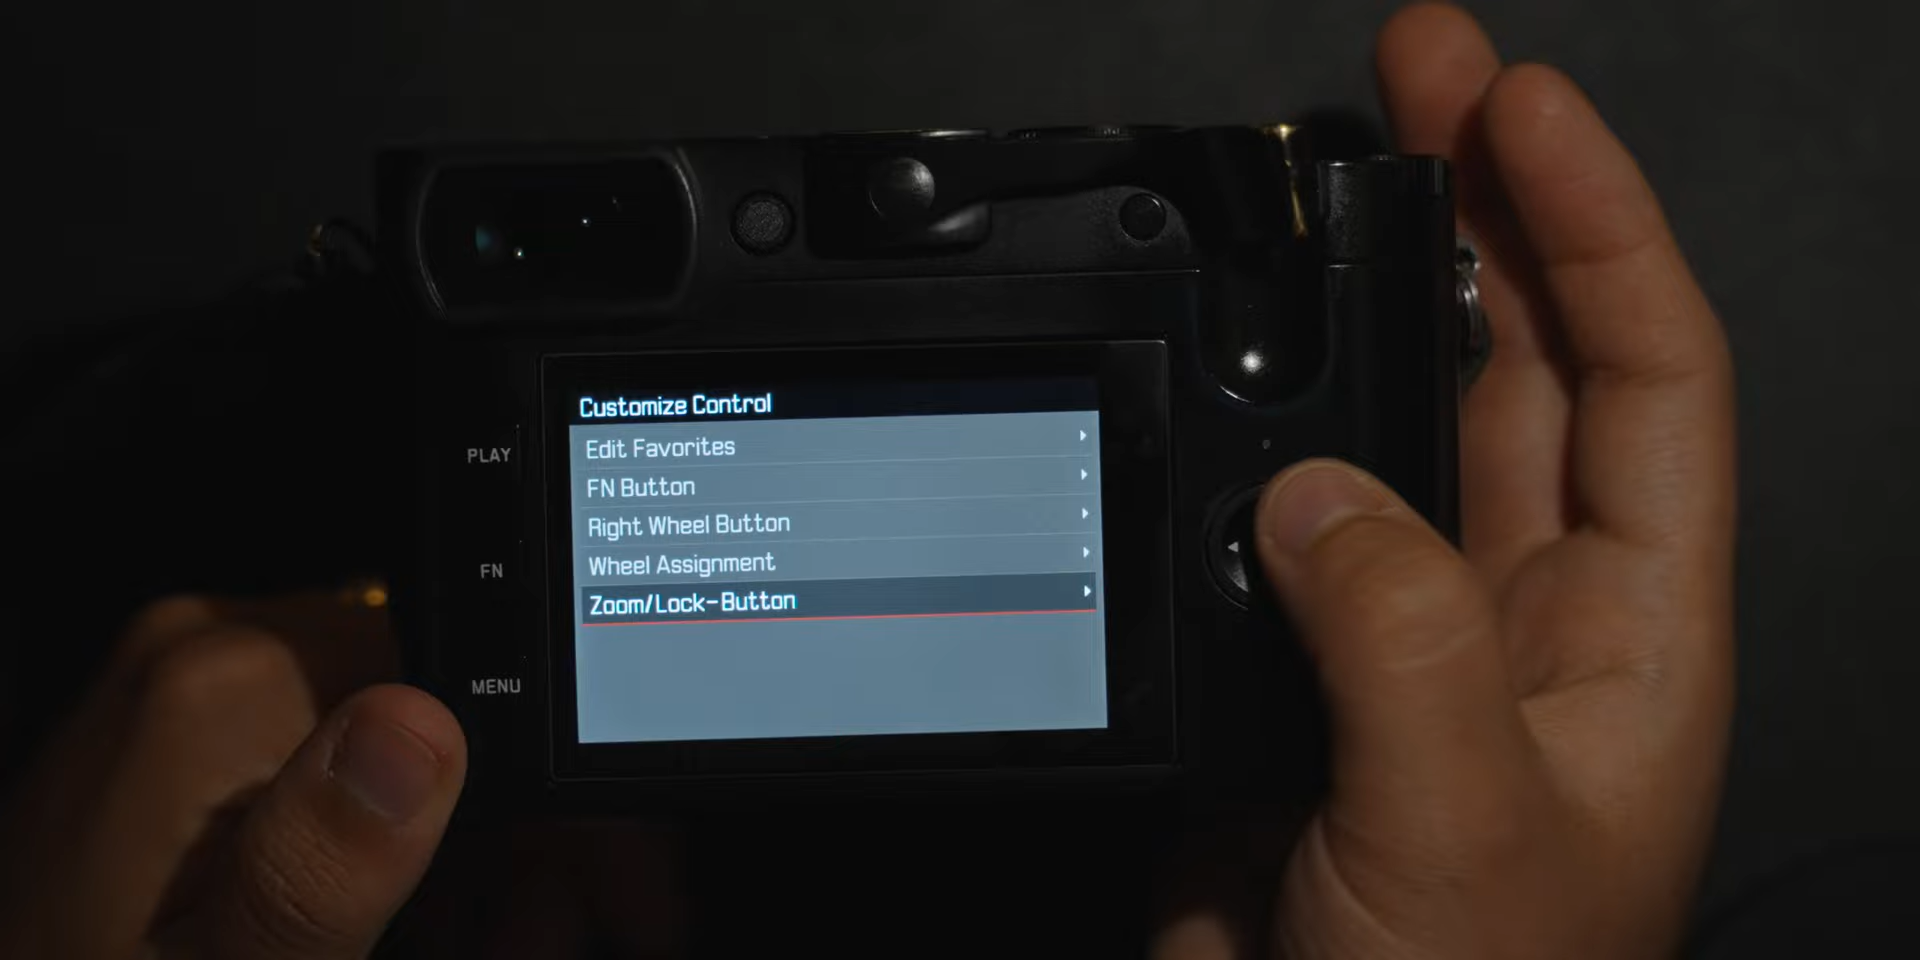 Customize Control
Edit Favorites
FN Button
Right Wheel Button
Wheel Assignment
Zoom/Lock-Button
PLAY
FN
MENU